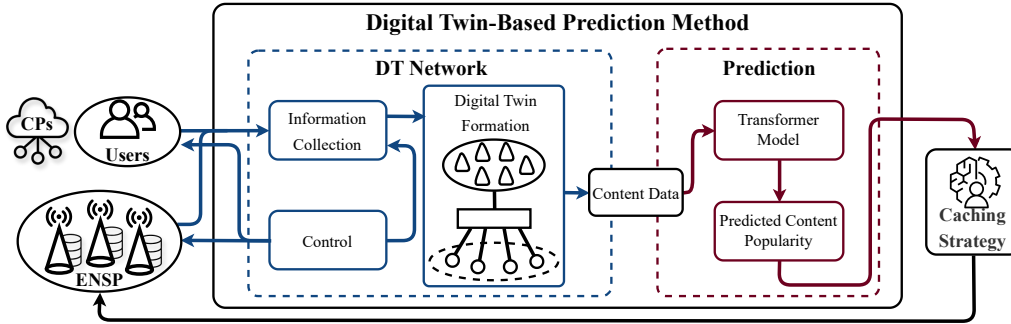 Digital Twin-Based Prediction Method
DT Network
Prediction
CPs
Users
ENSP
Information
Collection
Control
Digital Twin
Formation
Content Data
Transformer
Model
Predicted Content
Popularity
Caching
Strategy